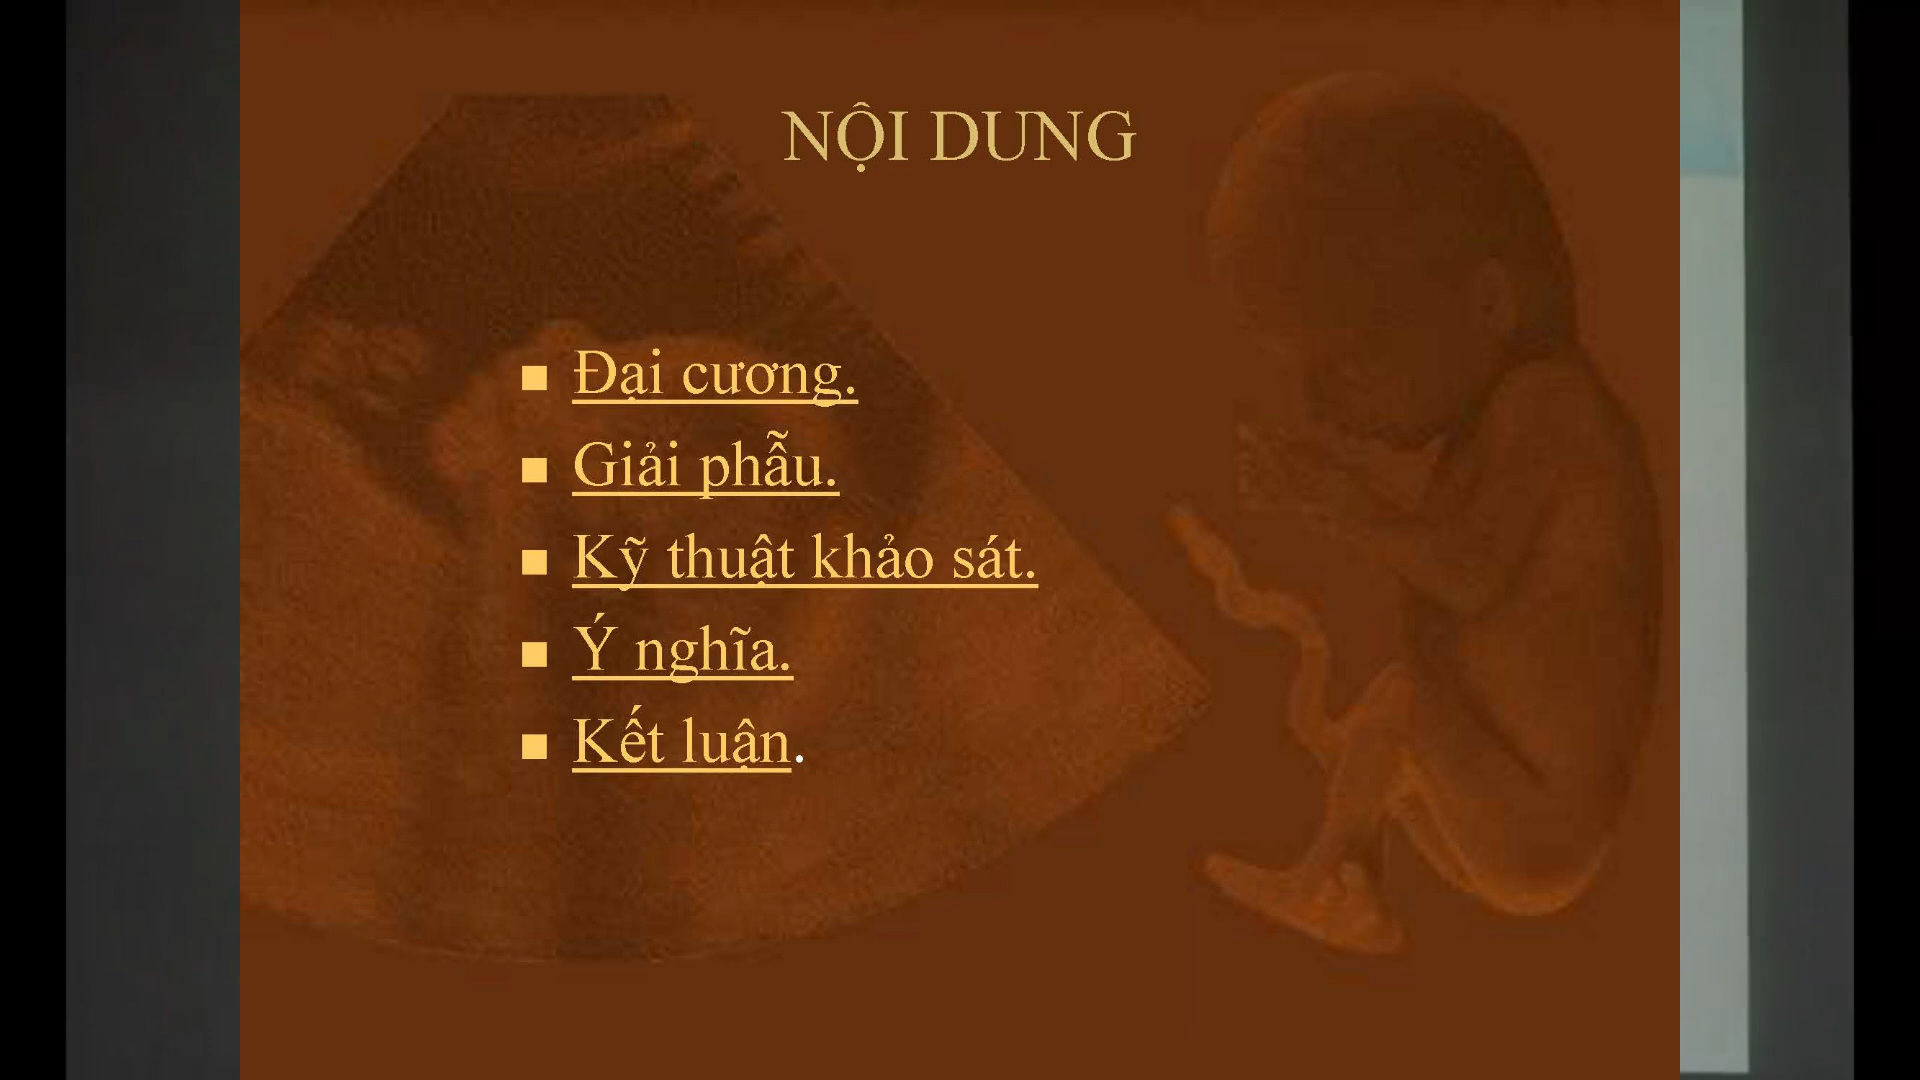 NỘI DUNG
Đại cương.
Giải phẫu.
Kỹ thuật khảo sát.
Ý nghĩa.
Kết luận.